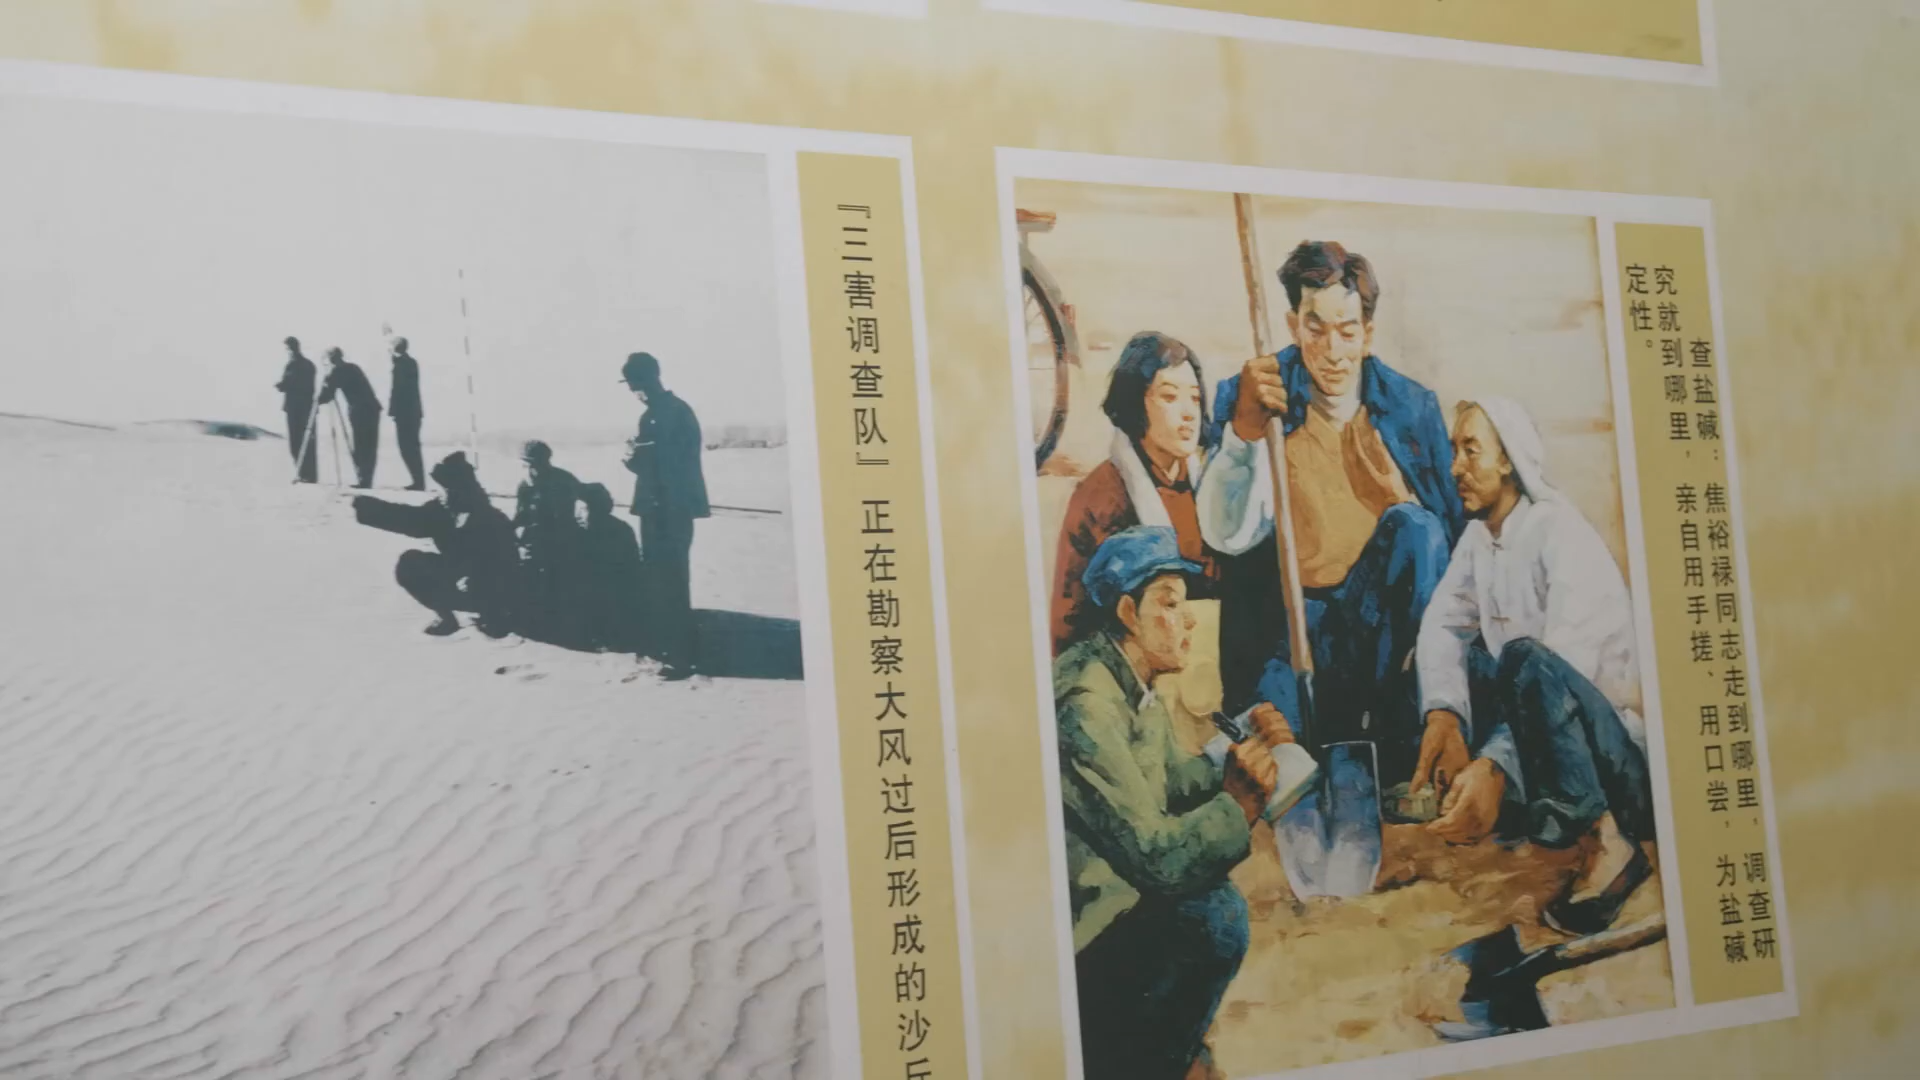 『三害调查队』正在勘察大风过后形成的沙丘
查盐碱：焦裕禄同志走到哪里，调查研
究就到哪里，亲自用手搓、用口尝，为盐碱
定性。